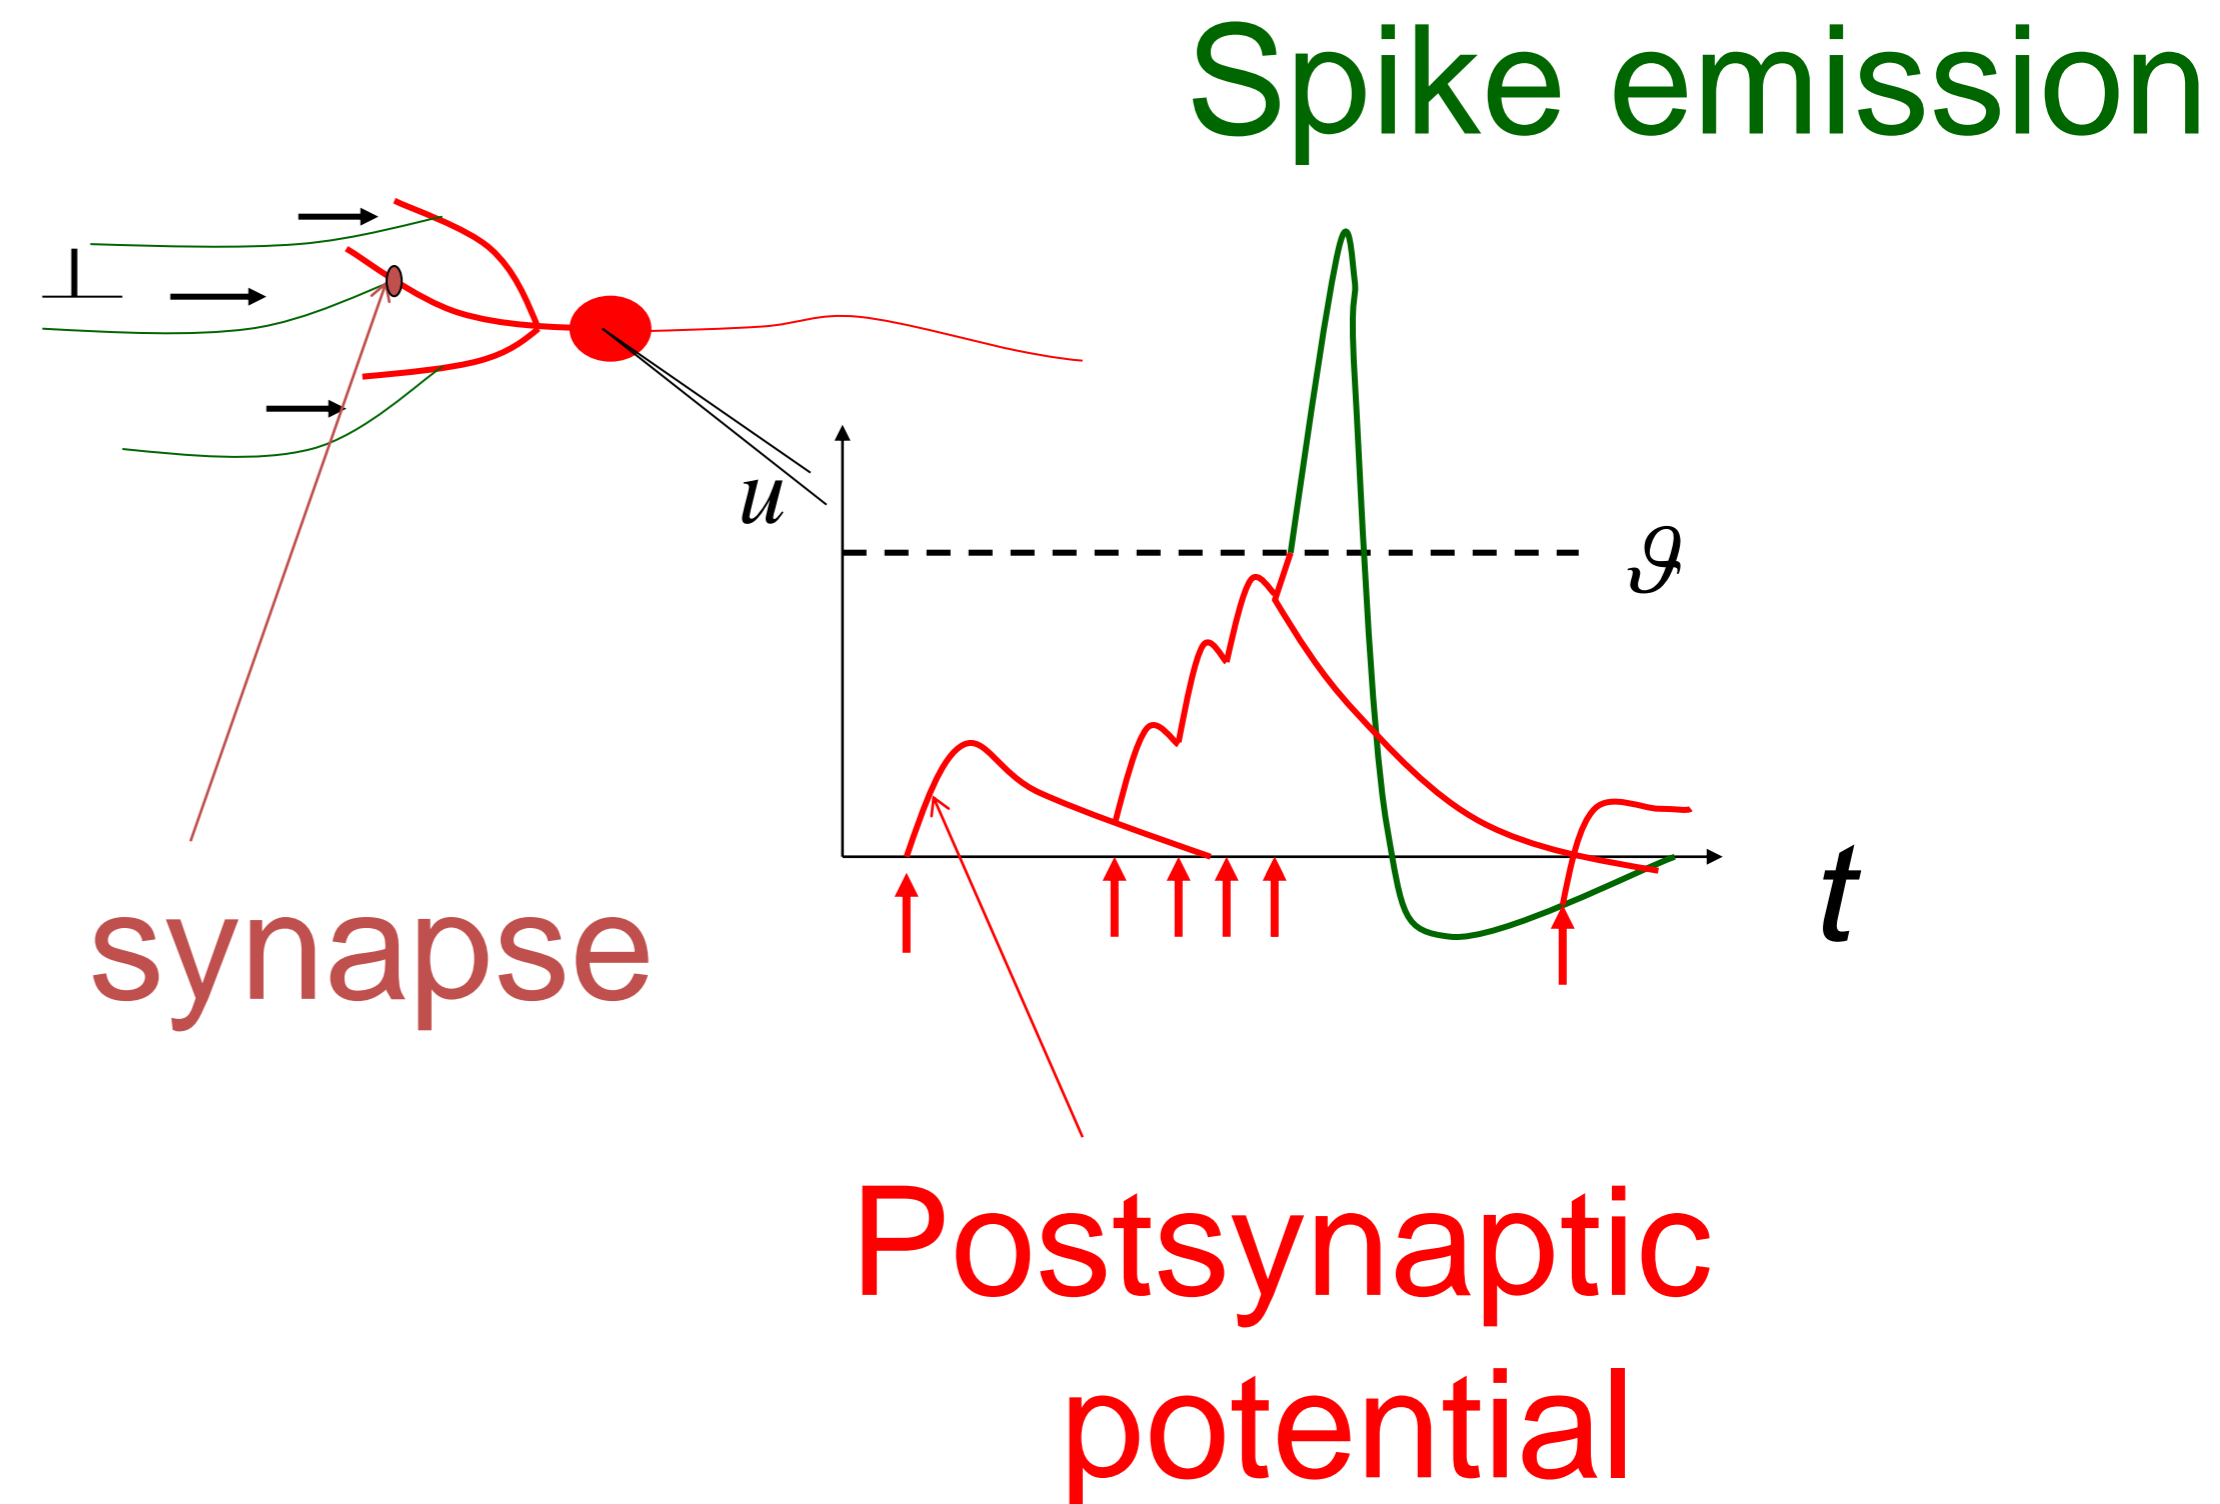 Spike emission
u
ϑ
t
synapse
Postsynaptic
potential